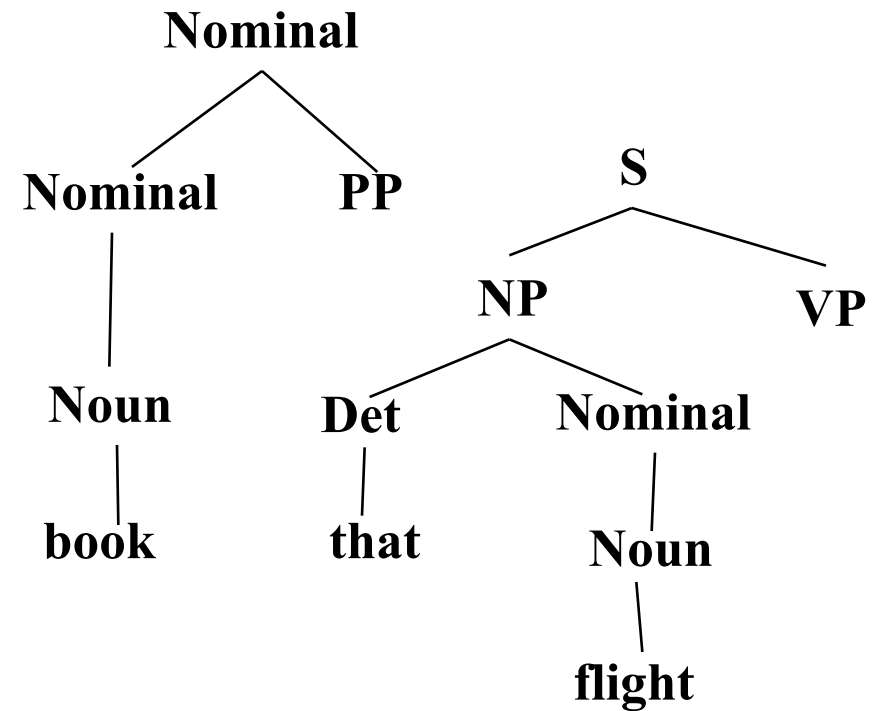 Nominal
S
Nominal PP
NP VP
Noun Det Nominal
book that Noun
flight